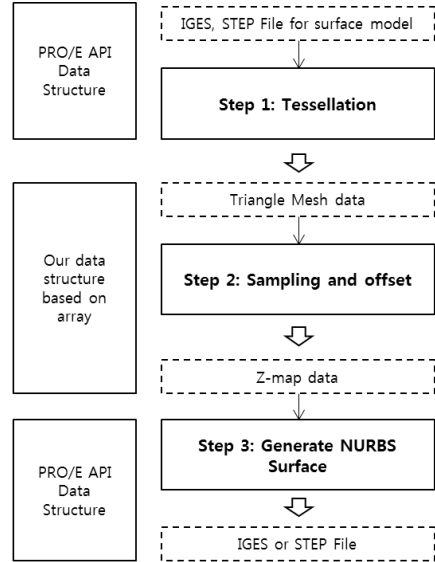 IGES, STEP File for surface model
PRO/E API
Data
Structure
Step 1: Tessellation
Triangle Mesh data
Our data
structure
based on
array
Step 2: Sampling and offset
Z-map data
Step 3: Generate NURBS
Surface
PRO/E API
Data
Structure
IGES or STEP File